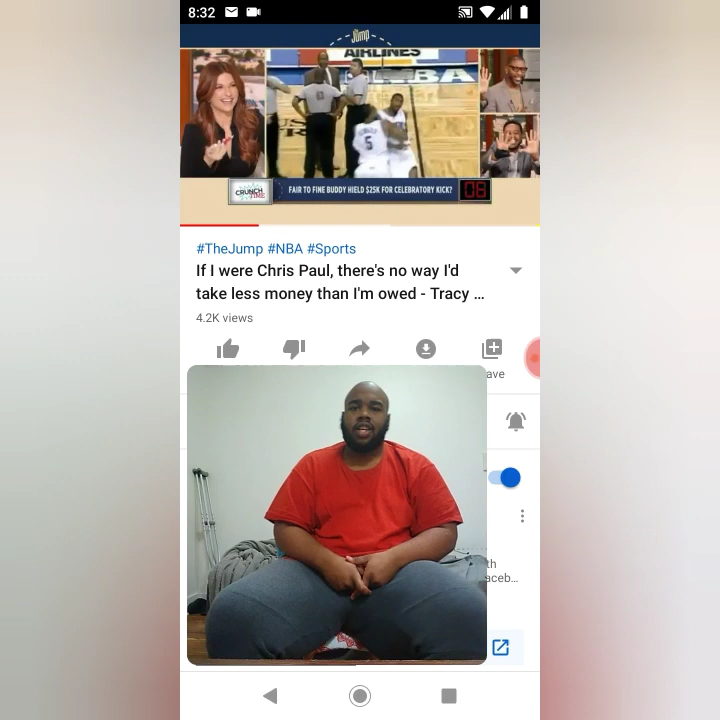 8:32
Jump
AIRLINES
NBA
5
CRUNCH
TIME
FAIR TO FINE BUDDY HIELD $25K FOR CELEBRATORY KICK?
08
#TheJump #NBA #Sports
If I were Chris Paul, there's no way I'd
take less money than I'm owed - Tracy ...
4.2K views
ave
th
aceb...